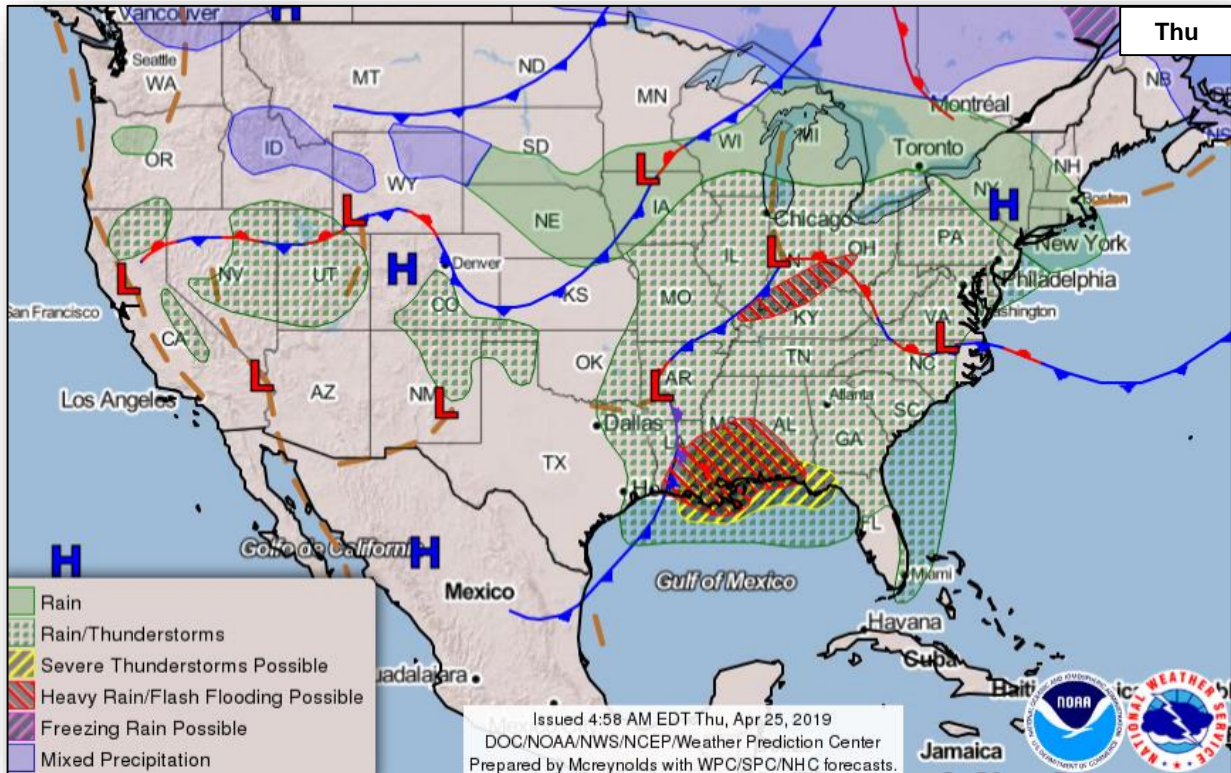 Vancouver
H
Thu
Seattle
WA
MT
ND
MN
NB
Montréal
NS
OR
ID
WY
SD
WI
MI
Toronto
NH
NY
H
Boston
L
L
NE
IA
Chicago
New York
PA
OH
IL
L
Philadelphia
NV
UT
H
Denver
CO
KS
MO
KY
VA
L
San Francisco
CA
L
OK
TN
NC
L
Los Angeles
AZ
NM
L
AR
L
Atlanta
SC
Dallas
MS
AL
GA
TX
FL
H
Golfo de California
H
Mexico
Gulf of Mexico
Miami
Havana
Cuba
Jamaica
Rain
Rain/Thunderstorms
Severe Thunderstorms Possible
Heavy Rain/Flash Flooding Possible
Freezing Rain Possible
Mixed Precipitation
Issued 4:58 AM EDT Thu, Apr 25, 2019
DOC/NOAA/NWS/NCEP/Weather Prediction Center
Prepared by Mcreynolds with WPC/SPC/NHC forecasts.
NOAA
NATIONAL WEATHER SERVICE